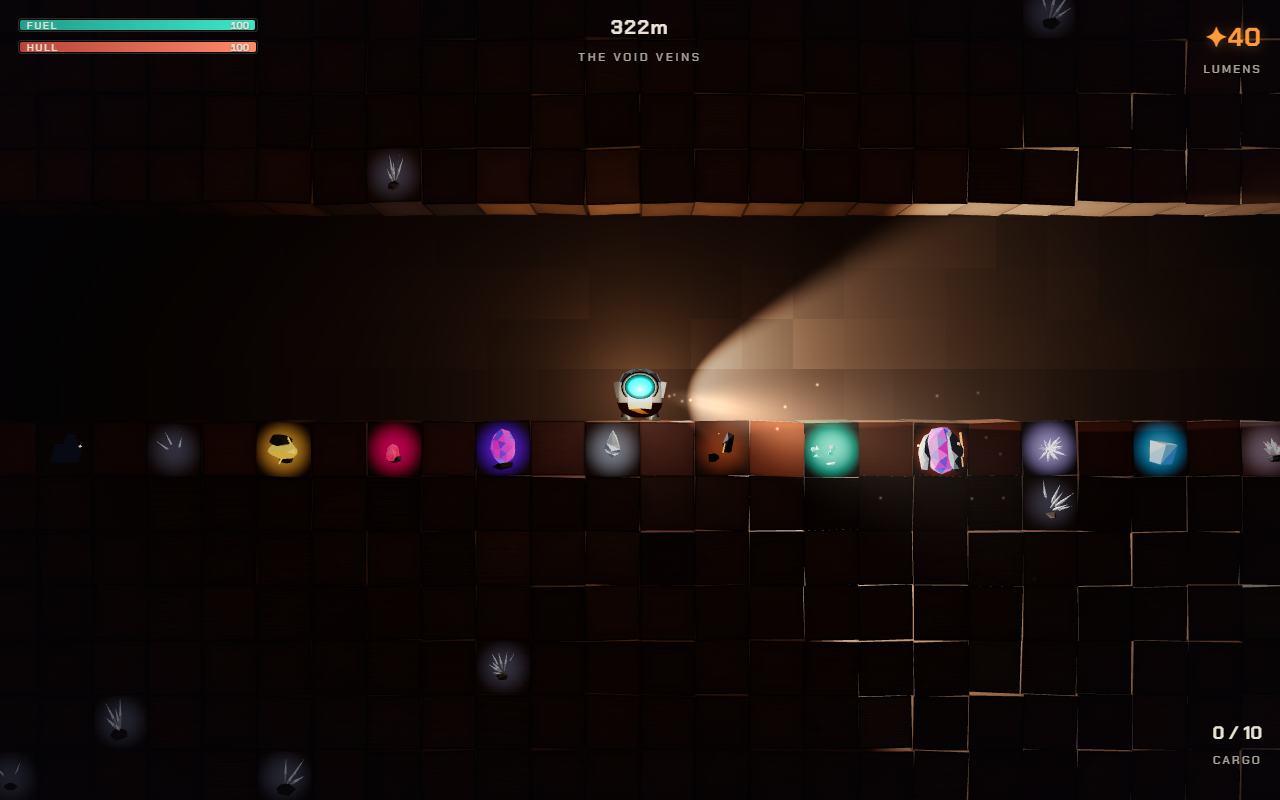 FUEL 100
HULL 100
322m
THE VOID VEINS
✦40
LUMENS
0 / 10
CARGO